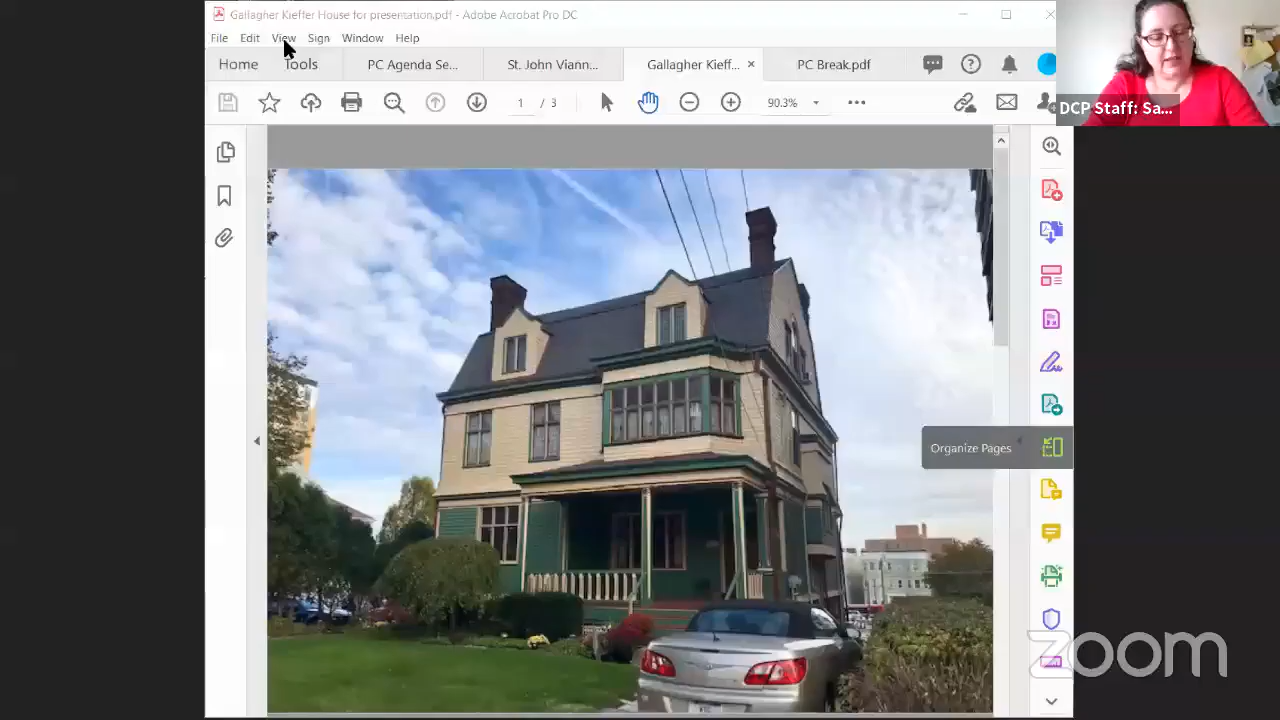 Gallagher Kieffer House for presentation.pdf - Adobe Acrobat Pro DC
File Edit View Sign Window Help
Home Tools PC Agenda Se... St. John Viann... Gallagher Kieff... PC Break.pdf
1 / 3 90.3%
DCP Staff: Sa...
Organize Pages
zoom